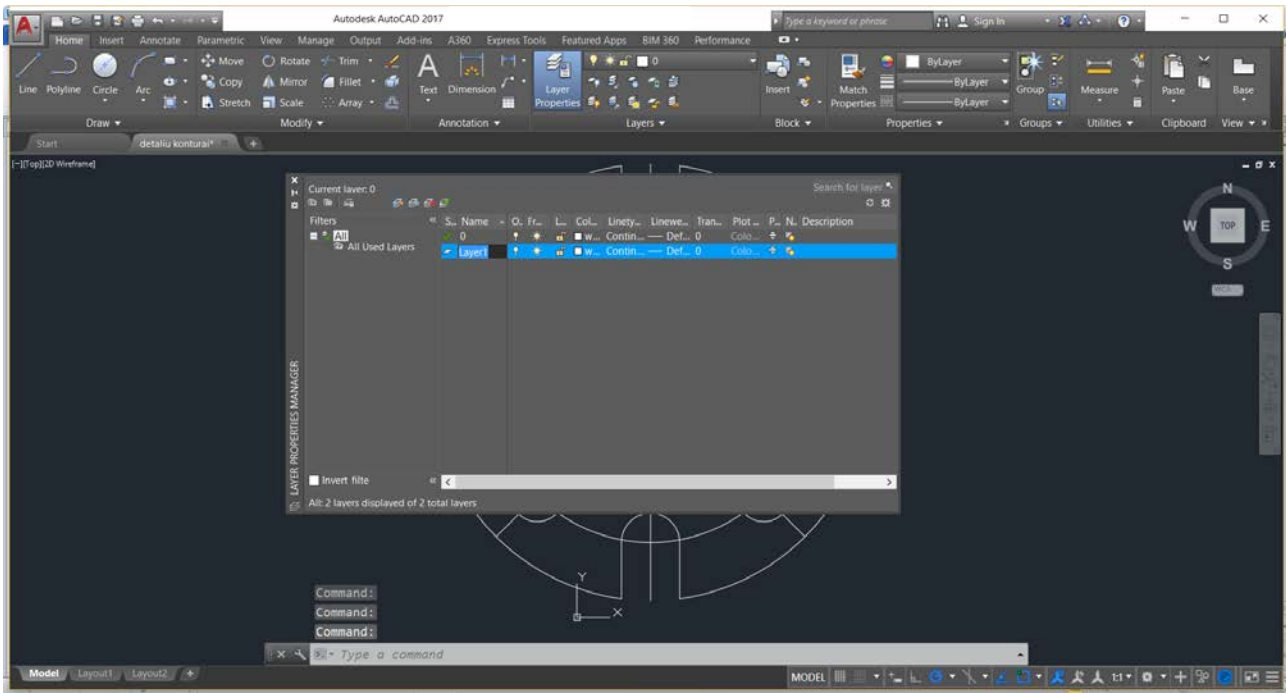 Autodesk AutoCAD 2017
Type a keyword or phrase
Sign In
Home Insert Annotate Parametric View Manage Output Add-ins A360 Express Tools Featured Apps BIM 360 Performance
Line Polyline Circle Arc
Move Rotate Trim
Copy Mirror Fillet
Stretch Scale Array
Text Dimension
Layer Properties
0
Insert
Match Properties
ByLayer
ByLayer
ByLayer
Group
Measure
Paste
Base
Draw Modify Annotation Layers Block Properties Groups Utilities Clipboard View
Start detaliu konturai*
[-][Top][2D Wireframe]
N
W TOP E
S
WCS
Current layer: 0
Search for layer
Filters
All
All Used Layers
S.. Name O. Fr... L... Col... Linety... Linewe... Tran... Plot ... P... N. Description
0 w... Contin... Def... 0 Colo...
Layer1 w... Contin... Def... 0 Colo...
LAYER PROPERTIES MANAGER
Invert filte
All: 2 layers displayed of 2 total layers
Y
X
Command:
Command:
Command:
Type a command
Model Layout1 Layout2 +
MODEL
1:1